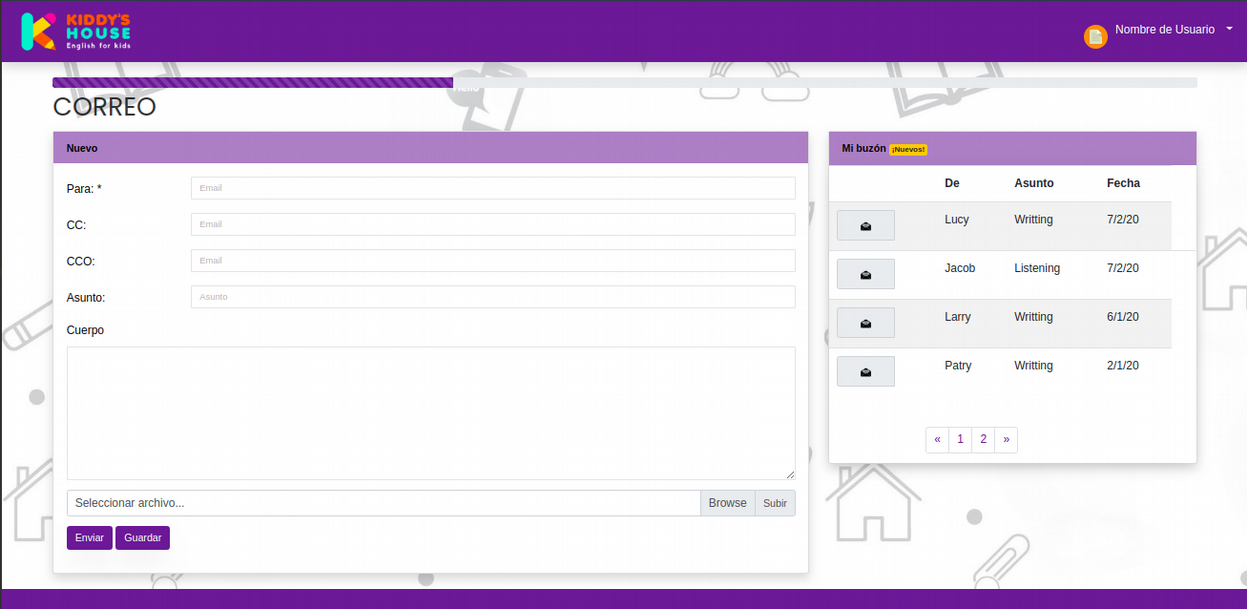 KIDDY'S
HOUSE
English for kids
Nombre de Usuario
Hello
CORREO
Nuevo
Para: *
Email
CC:
Email
CCO:
Email
Asunto:
Asunto
Cuerpo
Seleccionar archivo...
Browse
Subir
Enviar
Guardar
Mi buzón ¡Nuevos!
De Asunto Fecha
Lucy Writting 7/2/20
Jacob Listening 7/2/20
Larry Writting 6/1/20
Patry Writting 2/1/20
« 1 2 »